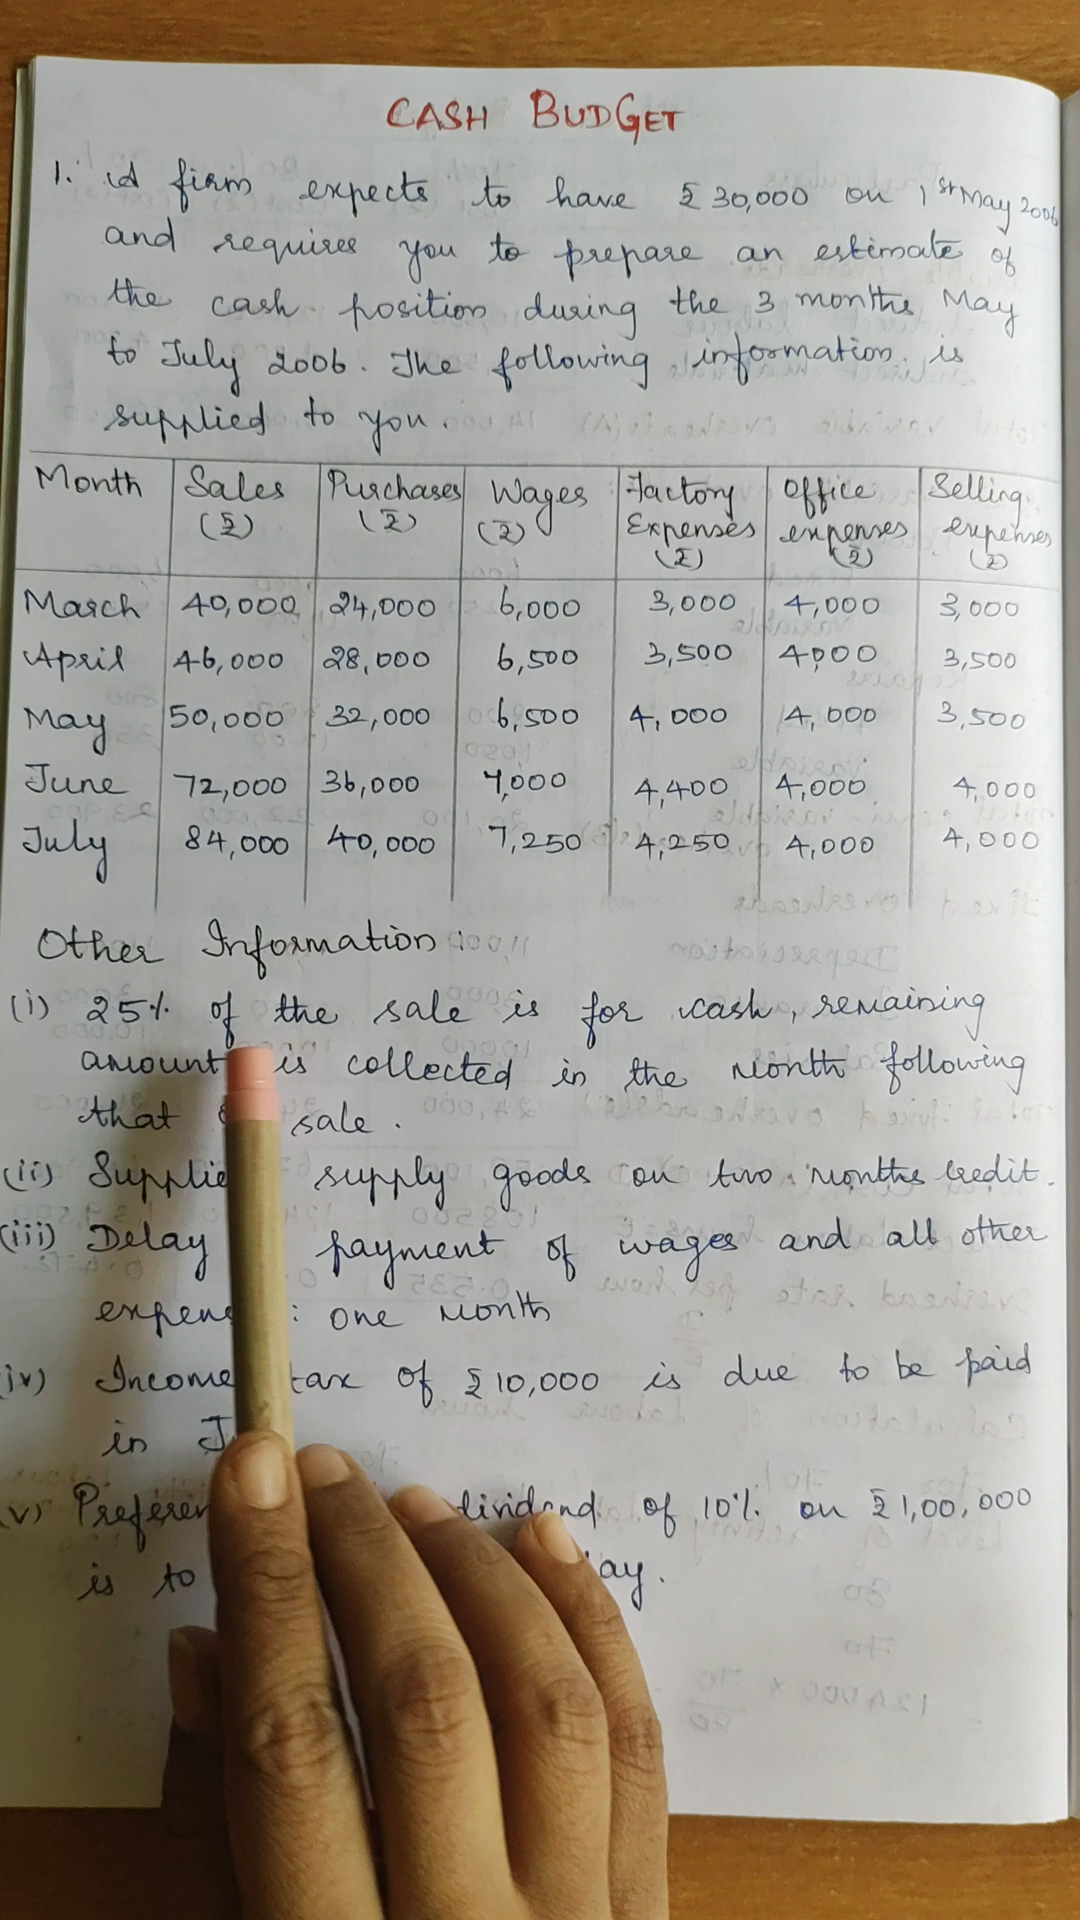 CASH BUDGET
1. A firm expects to have ₹ 30,000 on 1st May 2006
and requires you to prepare an estimate of
the cash position during the 3 months May
to July 2006. The following information is
supplied to you.
Month Sales (₹) Purchases (₹) Wages (₹) Factory Expenses (₹) Office expenses (₹) Selling expenses (₹)
March 40,000 24,000 6,000 3,000 4,000 3,000
April 46,000 28,000 6,500 3,500 4000 3,500
May 50,000 32,000 6,500 4,000 4,000 3,500
June 72,000 36,000 7,000 4,400 4,000 4,000
July 84,000 40,000 7,250 4,250 4,000 4,000
Other Information:
(i) 25% of the sale is for cash, remaining
amount is collected in the month following
that sale.
(ii) supply goods on two months credit.
(iii) Delay payment of wages and all other
: one month
(iv) Income tax of ₹10,000 is due to be paid
in
(v) dividend of 10% on ₹1,00,000
is to